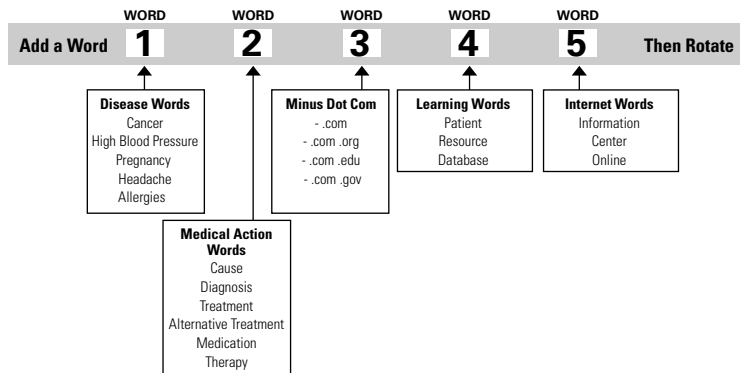 WORD WORD WORD WORD WORD
Add a Word 1 2 3 4 5 Then Rotate
Disease Words
Cancer
High Blood Pressure
Pregnancy
Headache
Allergies
Medical Action
Words
Cause
Diagnosis
Treatment
Alternative Treatment
Medication
Therapy
Minus Dot Com
- .com
- .com .org
- .com .edu
- .com .gov
Learning Words
Patient
Resource
Database
Internet Words
Information
Center
Online